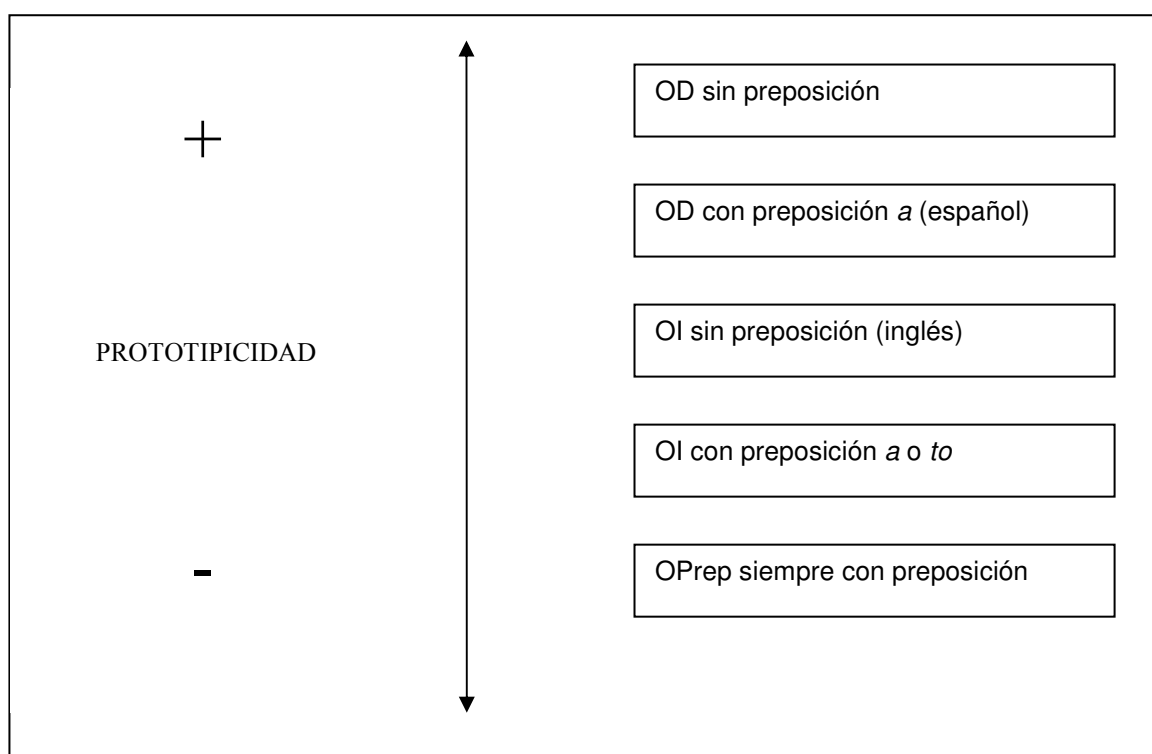 OD sin preposición
+
OD con preposición a (español)
OI sin preposición (inglés)
PROTOTIPICIDAD
OI con preposición a o to
OPrep siempre con preposición
-